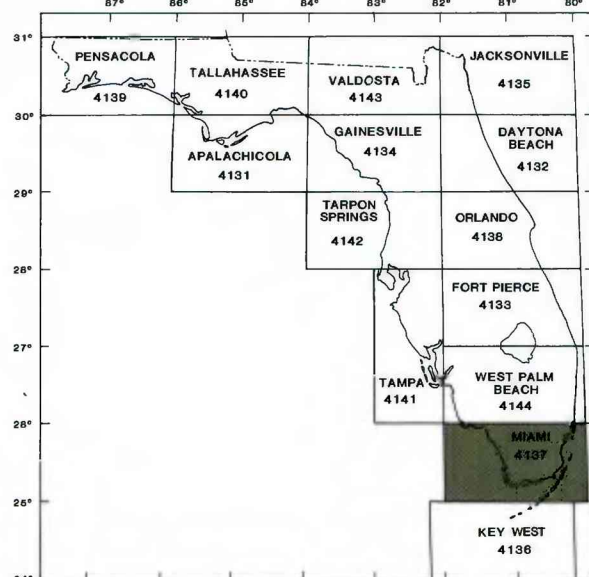 87° 86° 85° 84° 83° 82° 81° 80°
31°
PENSACOLA
4139
TALLAHASSEE
4140
VALDOSTA
4143
JACKSONVILLE
4135
30°
APALACHICOLA
4131
GAINESVILLE
4134
DAYTONA
BEACH
4132
29°
TARPON
SPRINGS
4142
ORLANDO
4138
28°
FORT PIERCE
4133
27°
TAMPA
4141
WEST PALM
BEACH
4144
26°
MIAMI
4137
25°
KEY WEST
4136